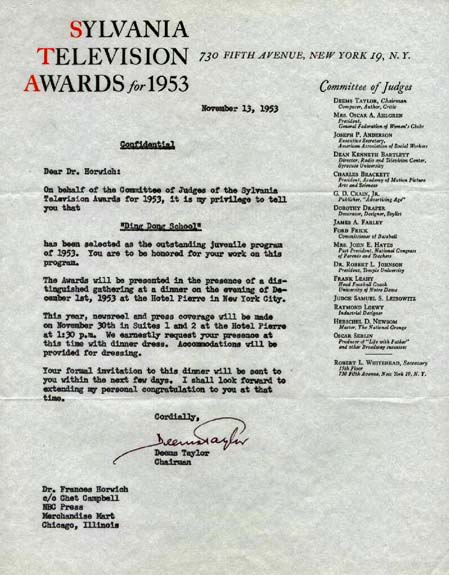 SYLVANIA
TELEVISION
AWARDS for 1953
730 FIFTH AVENUE, NEW YORK 19, N. Y.
November 13, 1953
Confidential
Dear Dr. Horwich:
On behalf of the Committee of Judges of the Sylvania
Television Awards for 1953, it is my privilege to tell
you that
"Ding Dong School"
has been selected as the outstanding juvenile program
of 1953. You are to be honored for your work on this
program.
The Awards will be presented in the presence of a dis-
tinguished gathering at a dinner on the evening of De-
cember 1st, 1953 at the Hotel Pierre in New York City.
This year, newsreel and press coverage will be made
on November 30th in Suites 1 and 2 at the Hotel Pierre
at 1:30 p.m. We earnestly request your presence at
this time with dinner dress. Accommodations will be
provided for dressing.
Your formal invitation to this dinner will be sent to
you within the next few days. I shall look forward to
extending my personal congratulation to you at that
time.
Cordially,
Deems Taylor
Deems Taylor
Chairman
Dr. Frances Horwich
c/o Chet Campbell
NBC Press
Merchandise Mart
Chicago, Illinois
Committee of Judges
DEEMS TAYLOR, Chairman
Composer, Author, Critic
MRS. OSCAR A. AHLGREN
President,
General Federation of Women's Clubs
JOSEPH P. ANDERSON
Executive Secretary,
American Association of Social Workers
DEAN KENNETH BARTLETT
Director, Radio and Television Center,
Syracuse University
CHARLES BRACKETT
President, Academy of Motion Picture
Arts and Sciences
G. D. CRAIN, JR.
Publisher, "Advertising Age"
DOROTHY DRAPER
Decorator, Designer, Stylist
JAMES A. FARLEY
FORD FRICK
Commissioner of Baseball
MRS. JOHN E. HAYES
Past President, National Congress
of Parents and Teachers
DR. ROBERT L. JOHNSON
President, Temple University
FRANK LEAHY
Head Football Coach
University of Notre Dame
JUDGE SAMUEL S. LEIBOWITZ
RAYMOND LOEWY
Industrial Designer
HERSCHEL D. NEWSOM
Master, The National Grange
OSCAR SERLIN
Producer of "Life with Father"
and other Broadway successes
ROBERT L. WHITEHEAD, Secretary
15th Floor
730 Fifth Avenue, New York 19, N. Y.